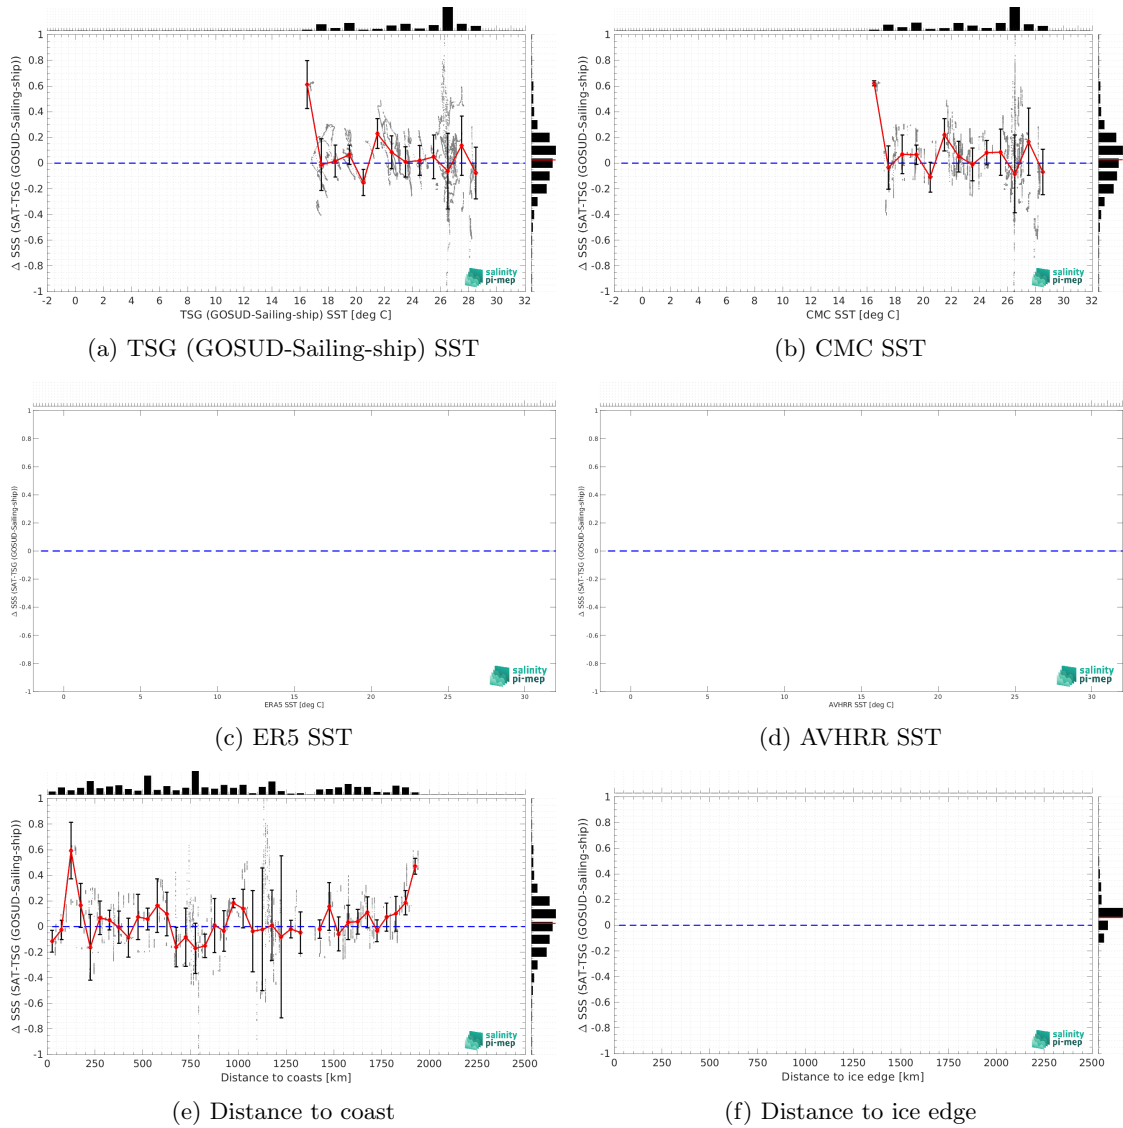 Δ SSS (SAT-TSG (GOSUD-Sailing-ship))
1
0.8
0.6
0.4
0.2
0
-0.2
-0.4
-0.6
-0.8
-1
-2 0 2 4 6 8 10 12 14 16 18 20 22 24 26 28 30 32
TSG (GOSUD-Sailing-ship) SST [deg C]
salinity
pi-mep
(a) TSG (GOSUD-Sailing-ship) SST
Δ SSS (SAT-TSG (GOSUD-Sailing-ship))
1
0.8
0.6
0.4
0.2
0
-0.2
-0.4
-0.6
-0.8
-1
-2 0 2 4 6 8 10 12 14 16 18 20 22 24 26 28 30 32
CMC SST [deg C]
salinity
pi-mep
(b) CMC SST
Δ SSS (SAT-TSG (GOSUD-Sailing-ship))
1
0.8
0.6
0.4
0.2
0
-0.2
-0.4
-0.6
-0.8
-1
0 5 10 15 20 25 30
ERA5 SST [deg C]
salinity
pi-mep
(c) ER5 SST
Δ SSS (SAT-TSG (GOSUD-Sailing-ship))
1
0.8
0.6
0.4
0.2
0
-0.2
-0.4
-0.6
-0.8
-1
0 5 10 15 20 25 30
AVHRR SST [deg C]
salinity
pi-mep
(d) AVHRR SST
Δ SSS (SAT-TSG (GOSUD-Sailing-ship))
1
0.8
0.6
0.4
0.2
0
-0.2
-0.4
-0.6
-0.8
-1
0 250 500 750 1000 1250 1500 1750 2000 2250 2500
Distance to coasts [km]
salinity
pi-mep
(e) Distance to coast
Δ SSS (SAT-TSG (GOSUD-Sailing-ship))
1
0.8
0.6
0.4
0.2
0
-0.2
-0.4
-0.6
-0.8
-1
0 250 500 750 1000 1250 1500 1750 2000 2250 2500
Distance to ice edge [km]
salinity
pi-mep
(f) Distance to ice edge